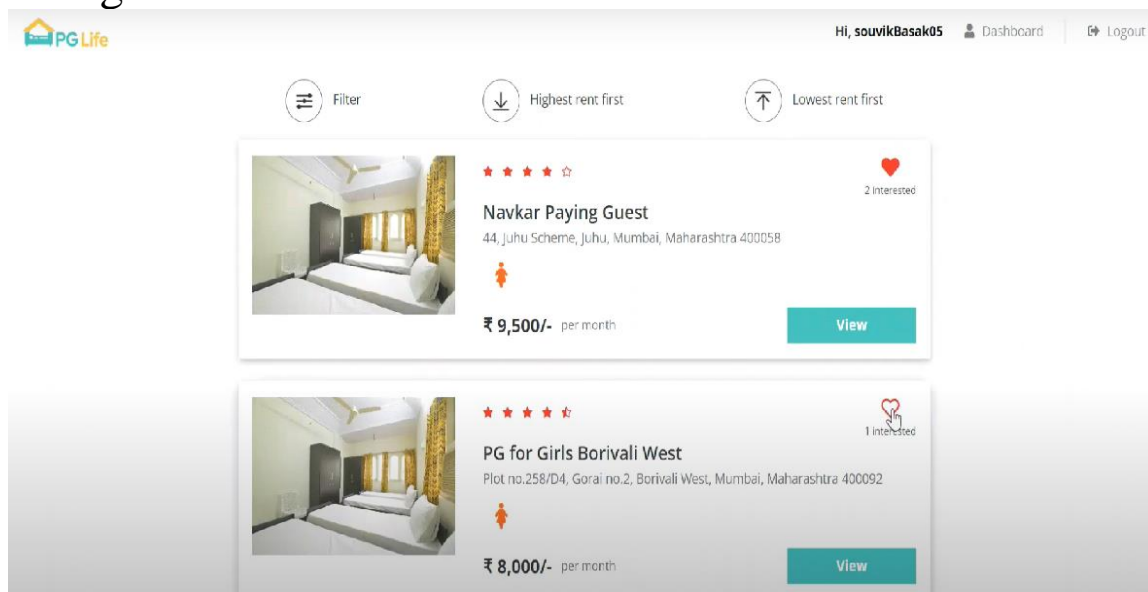 PG Life
Hi, souvikBasak05 Dashboard Logout
Filter Highest rent first Lowest rent first
2 interested
Navkar Paying Guest
44, Juhu Scheme, Juhu, Mumbai, Maharashtra 400058
₹ 9,500/- per month View
1 interested
PG for Girls Borivali West
Plot no.258/D4, Gorai no.2, Borivali West, Mumbai, Maharashtra 400092
₹ 8,000/- per month View